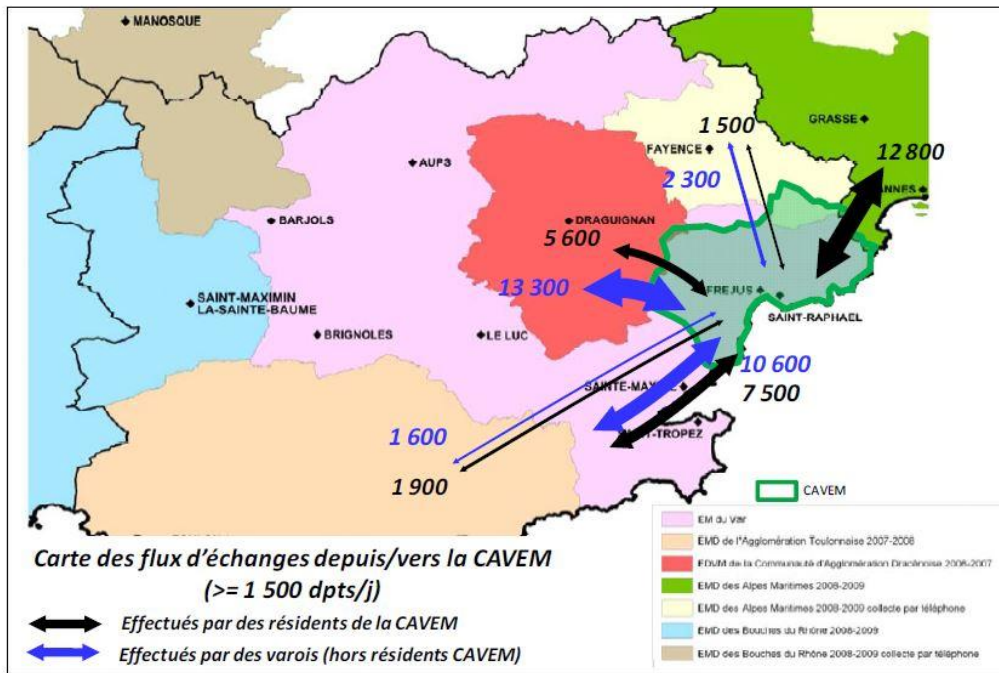 MANOSQUE
1 500
GRASSE
FAYENCE
12 800
AUPS
2 300
BARJOLS
DRAGUIGNAN
5 600
13 300
FREJUS
SAINT-MAXIMIN
LA-SAINTE-BAUME
SAINT-RAPHAEL
BRIGNOLES
LE LUC
10 600
7 500
1 600
1 900
CAVEM
EM du Var
EMD de l'Agglomération Toulonnaise 2007-2008
EDVM de la Communauté d'Agglomération Dracénoise 2006-2007
EMD des Alpes Maritimes 2008-2009
EMD des Alpes Maritimes 2008-2009 collecte par téléphone
EMD des Bouches du Rhône 2008-2009
EMD des Bouches du Rhône 2008-2009 collecte par téléphone
Carte des flux d'échanges depuis/vers la CAVEM
(>= 1 500 dpts/j)
Effectués par des résidents de la CAVEM
Effectués par des varois (hors résidents CAVEM)